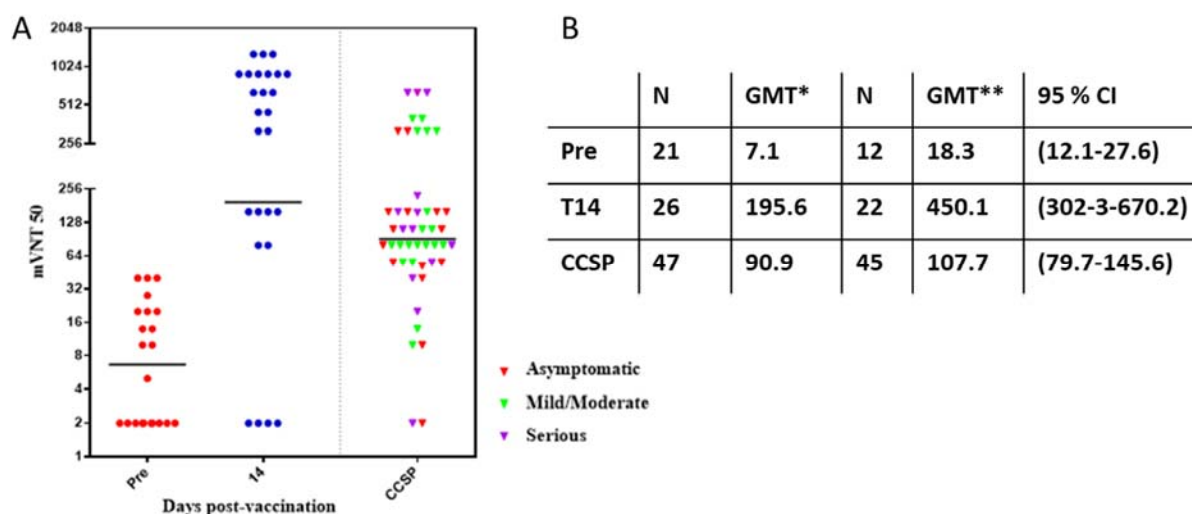 A
2048
1024
512
256
256
128
64
32
16
8
4
2
1
mVNT 50
Pre
14
CCSP
Days post-vaccination
Asymptomatic
Mild/Moderate
Serious
B
N GMT* N GMT** 95 % CI
Pre 21 7.1 12 18.3 (12.1-27.6)
T14 26 195.6 22 450.1 (302-3-670.2)
CCSP 47 90.9 45 107.7 (79.7-145.6)